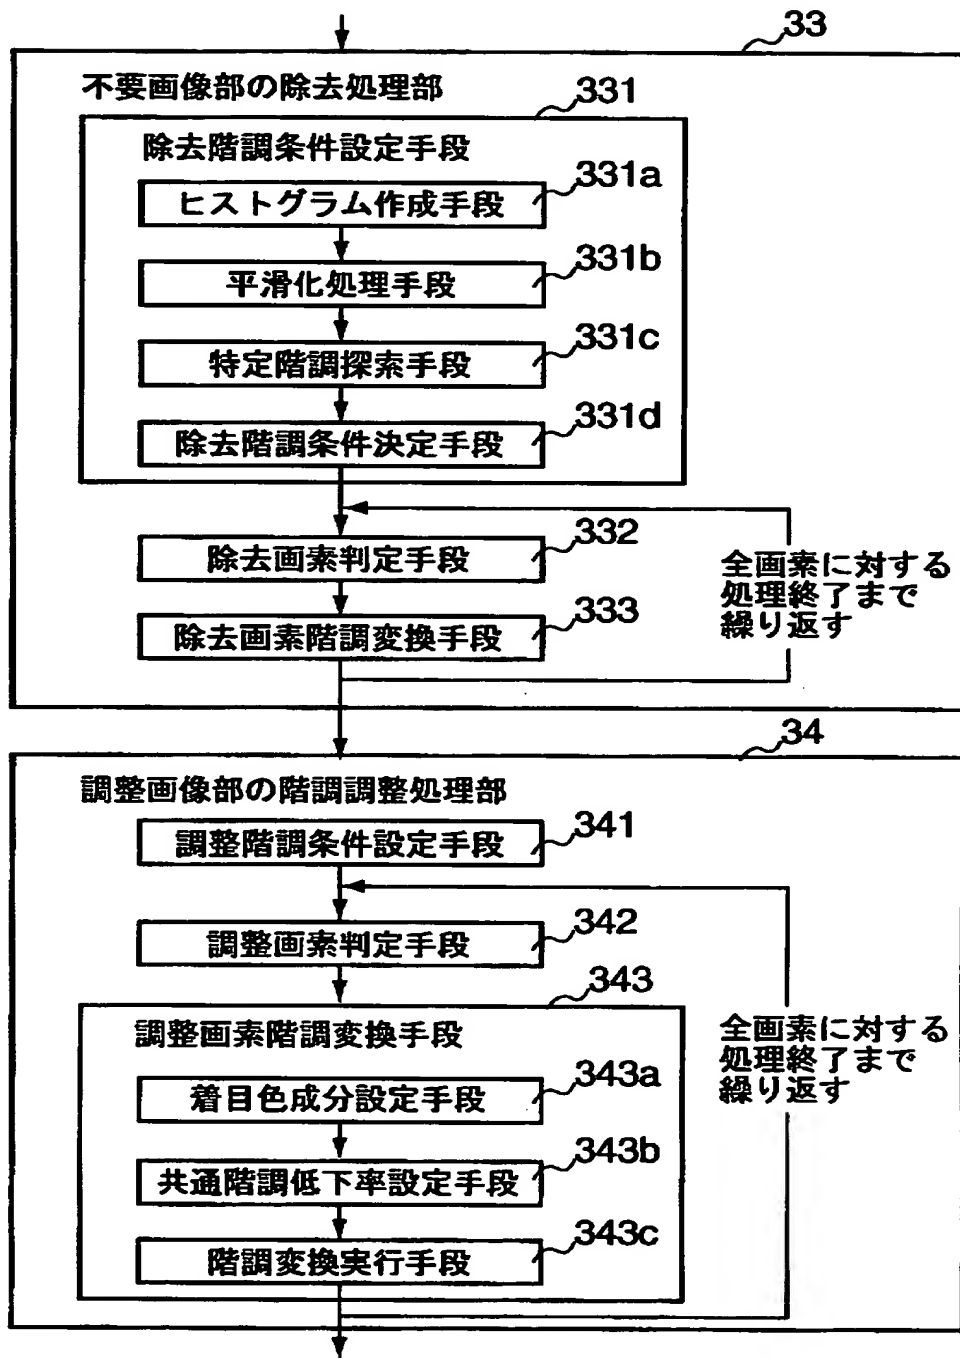 33
不要画像部の除去処理部
331
除去階調条件設定手段
331a
ヒストグラム作成手段
331b
平滑化処理手段
331c
特定階調探索手段
331d
除去階調条件決定手段
332
除去画素判定手段
全画素に対する
処理終了まで
繰り返す
333
除去画素階調変換手段
34
調整画像部の階調調整処理部
341
調整階調条件設定手段
342
調整画素判定手段
343
調整画素階調変換手段
全画素に対する
処理終了まで
繰り返す
343a
着目色成分設定手段
343b
共通階調低下率設定手段
343c
階調変換実行手段